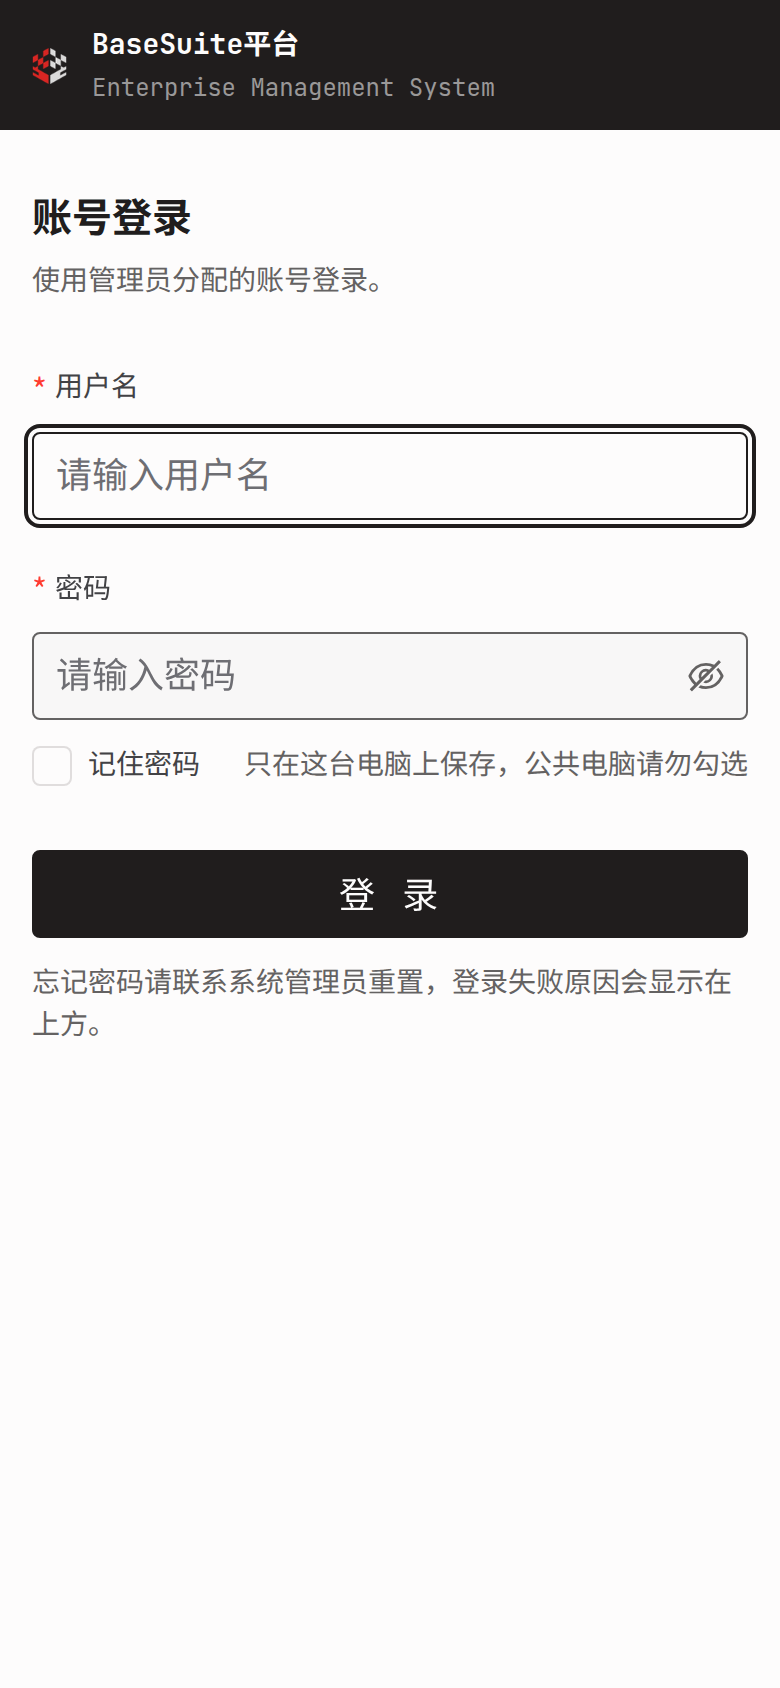 BaseSuite平台
Enterprise Management System
账号登录
使用管理员分配的账号登录。
* 用户名
请输入用户名
* 密码
请输入密码
记住密码 只在这台电脑上保存，公共电脑请勿勾选
登 录
忘记密码请联系系统管理员重置，登录失败原因会显示在
上方。